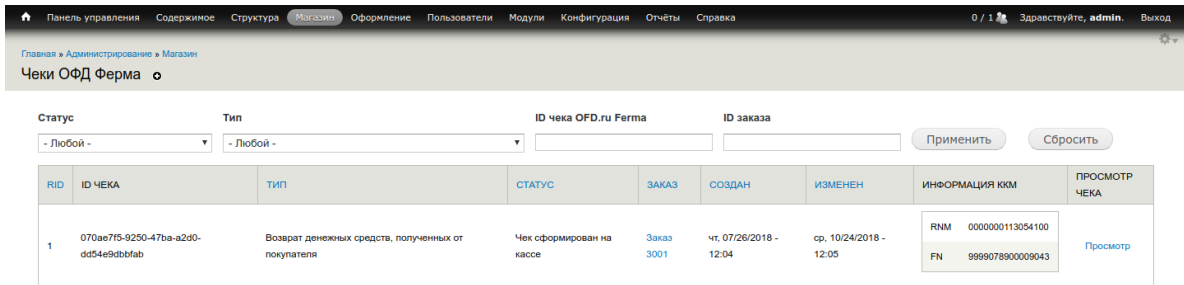 Панель управления Содержимое Структура Магазин Оформление Пользователи Модули Конфигурация Отчёты Справка 0 / 1 Здравствуйте, admin. Выход
Главная » Администрирование » Магазин
Чеки ОФД Ферма
Статус Тип ID чека OFD.ru Ferma ID заказа
- Любой - - Любой - Применить Сбросить
RID ID ЧЕКА ТИП СТАТУС ЗАКАЗ СОЗДАН ИЗМЕНЕН ИНФОРМАЦИЯ ККМ ПРОСМОТР
ЧЕКА
1 070ae7f5-9250-47ba-a2d0- Возврат денежных средств, полученных от Чек сформирован на Заказ чт, 07/26/2018 - ср, 10/24/2018 - RNM 0000000113054100 Просмотр
dd54e9dbbfab покупателя кассе 3001 12:04 12:05 FN 9999078900009043